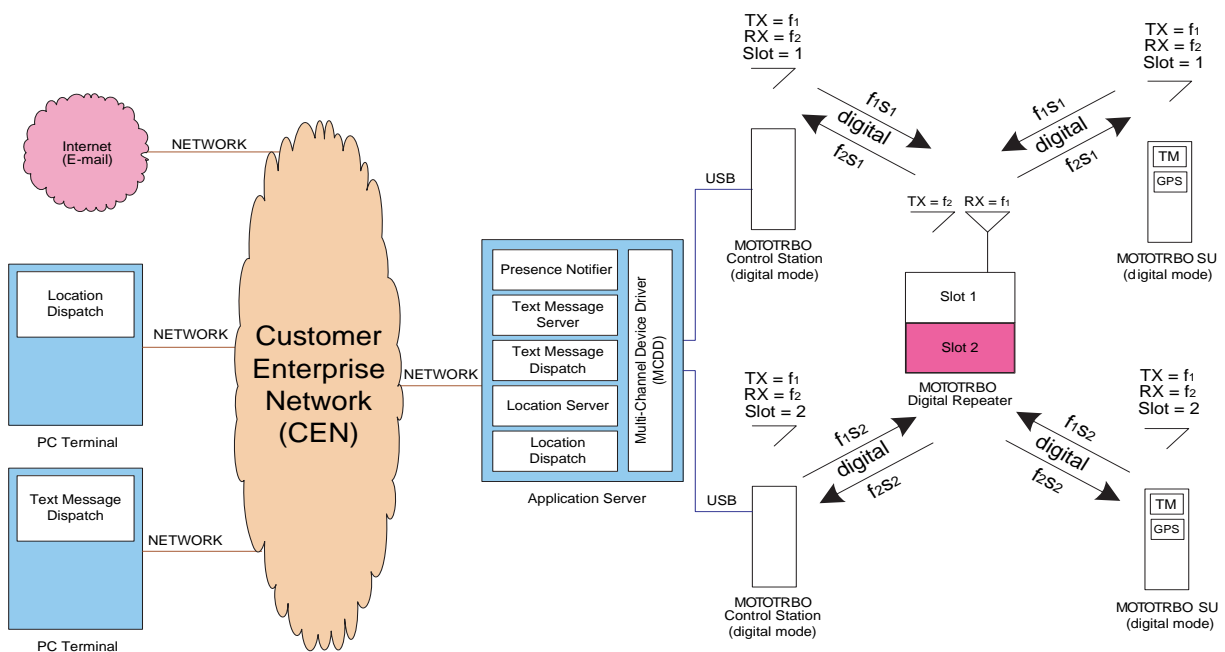 Internet
(E-mail)
NETWORK
Location
Dispatch
NETWORK
PC Terminal
Text Message
Dispatch
NETWORK
PC Terminal
Customer
Enterprise
Network
(CEN)
NETWORK
Presence Notifier
Text Message
Server
Text Message
Dispatch
Location Server
Location
Dispatch
Multi-Channel Device Driver
(MCDD)
Application Server
USB
USB
TX = f1
RX = f2
Slot = 1
f1s1
digital
f2s1
MOTOTRBO
Control Station
(digital mode)
TX = f1
RX = f2
Slot = 1
f1s1
digital
f2s1
TM
GPS
MOTOTRBO SU
(digital mode)
TX = f2
RX = f1
Slot 1
Slot 2
MOTOTRBO
Digital Repeater
TX = f1
RX = f2
Slot = 2
f1s2
digital
f2s2
MOTOTRBO
Control Station
(digital mode)
TX = f1
RX = f2
Slot = 2
f1s2
digital
f2s2
TM
GPS
MOTOTRBO SU
(digital mode)